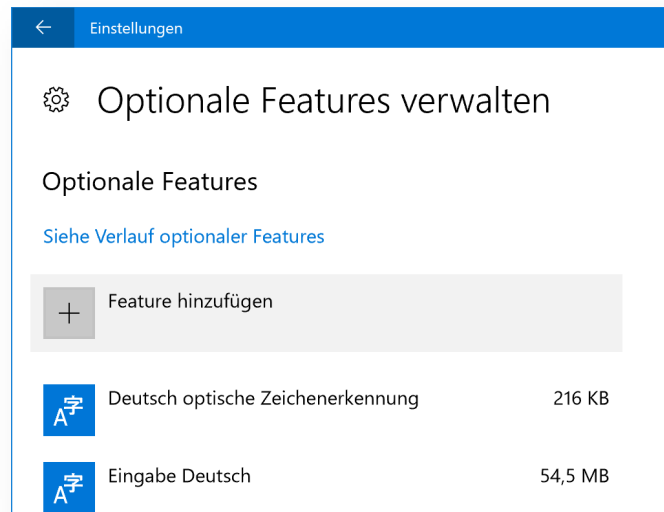 Einstellungen
Optionale Features verwalten
Optionale Features
Siehe Verlauf optionaler Features
Feature hinzufügen
Deutsch optische Zeichenerkennung 216 KB
Eingabe Deutsch 54,5 MB